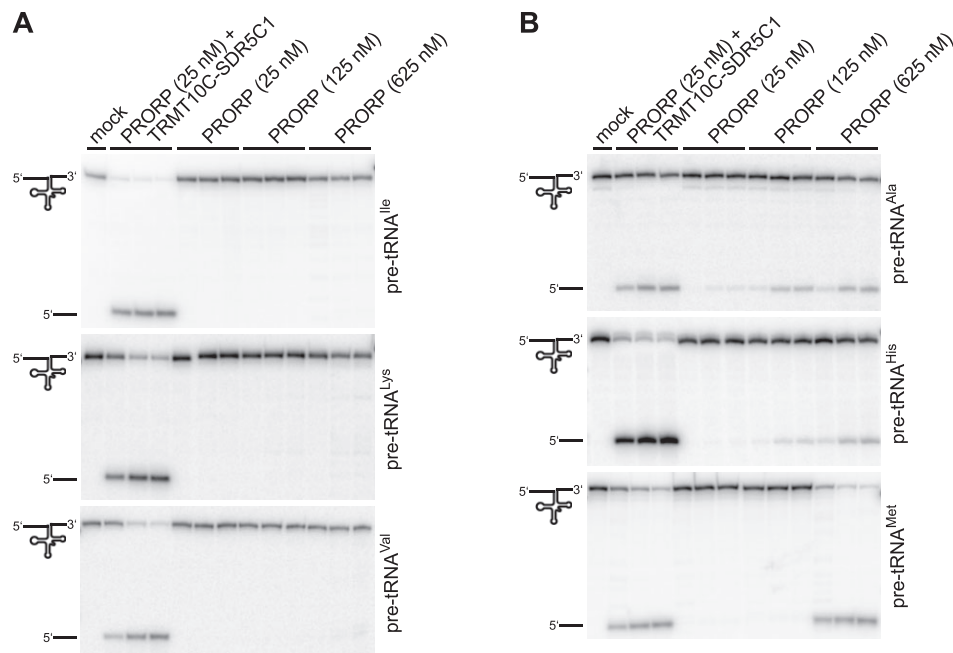 A
mock
PRORP (25 nM) +
TRMT10C-SDR5C1
PRORP (25 nM)
PRORP (125 nM)
PRORP (625 nM)
5‘ 3‘
5‘
pre-tRNA^Ile
5‘ 3‘
5‘
pre-tRNA^Lys
5‘ 3‘
5‘
pre-tRNA^Val
B
mock
PRORP (25 nM) +
TRMT10C-SDR5C1
PRORP (25 nM)
PRORP (125 nM)
PRORP (625 nM)
5‘ 3‘
5‘
pre-tRNA^Ala
5‘ 3‘
5‘
pre-tRNA^His
5‘ 3‘
5‘
pre-tRNA^Met